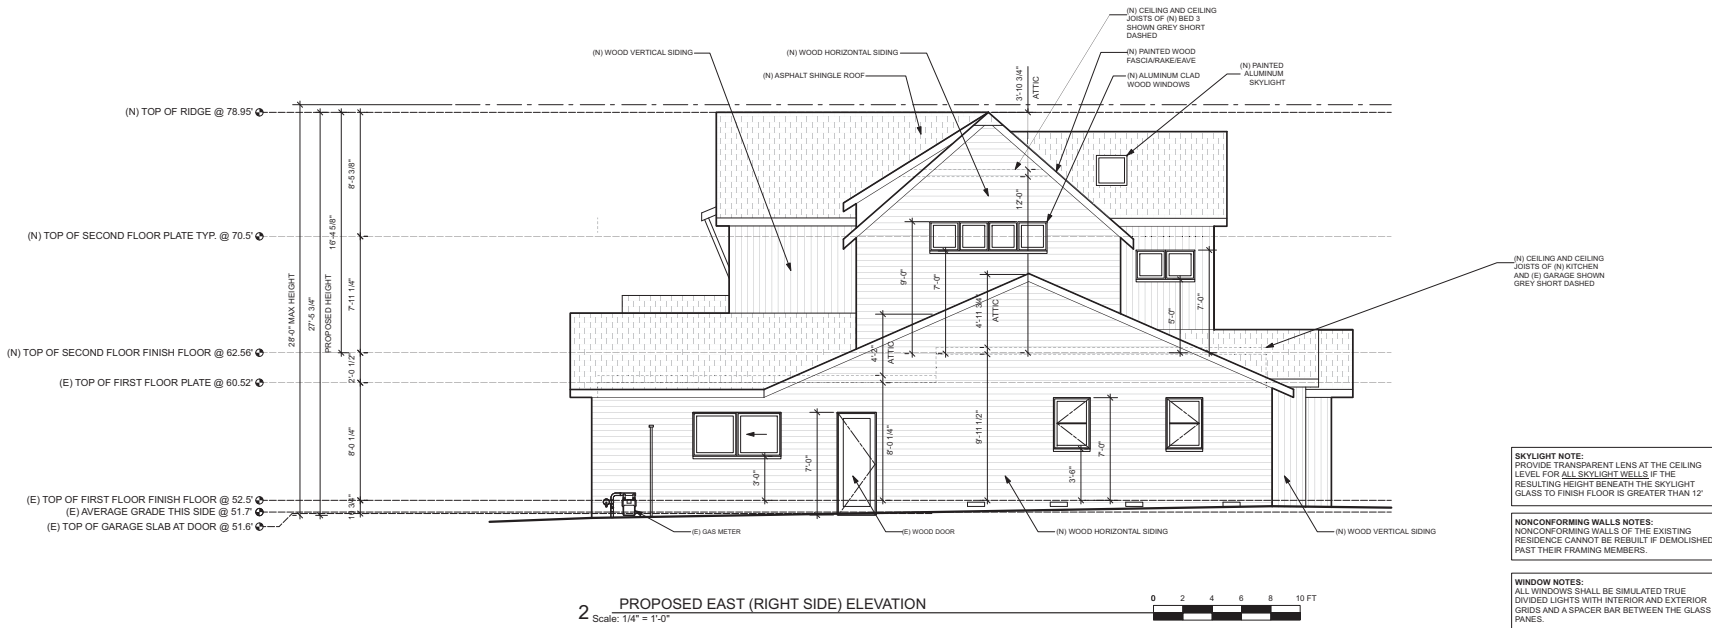 (N) CEILING AND CEILING
JOISTS OF (N) BED 3
SHOWN GREY SHORT
DASHED
(N) WOOD VERTICAL SIDING
(N) WOOD HORIZONTAL SIDING
(N) PAINTED WOOD
FASCIA/RAKE/EAVE
(N) ASPHALT SHINGLE ROOF
(N) ALUMINUM CLAD
WOOD WINDOWS
(N) PAINTED
ALUMINUM
SKYLIGHT
3'-10 3/4"
ATTIC
(N) TOP OF RIDGE @ 78.95'
(N) TOP OF SECOND FLOOR PLATE TYP. @ 70.5'
(N) TOP OF SECOND FLOOR FINISH FLOOR @ 62.56'
(E) TOP OF FIRST FLOOR PLATE @ 60.52'
(E) TOP OF FIRST FLOOR FINISH FLOOR @ 52.5'
(E) AVERAGE GRADE THIS SIDE @ 51.7'
(E) TOP OF GARAGE SLAB AT DOOR @ 51.6'
28'-0" MAX HEIGHT
27'-5 3/4"
PROPOSED HEIGHT
16'-4 5/8"
8'-5 3/8"
7'-11 1/4"
2'-0 1/2"
8'-0 1/4"
10 3/4"
12'-0"
9'-0"
7'-0"
4'-11 3/4"
ATTIC
4'-2"
ATTIC
5'-0"
7'-0"
(N) CEILING AND CEILING
JOISTS OF (N) KITCHEN
AND (E) GARAGE SHOWN
GREY SHORT DASHED
3'-0"
7'-0"
8'-0 1/4"
9'-11 1/2"
3'-6"
7'-0"
(E) GAS METER
(E) WOOD DOOR
(N) WOOD HORIZONTAL SIDING
(N) WOOD VERTICAL SIDING
SKYLIGHT NOTE:
PROVIDE TRANSPARENT LENS AT THE CEILING
LEVEL FOR ALL SKYLIGHT WELLS IF THE
RESULTING HEIGHT BENEATH THE SKYLIGHT
GLASS TO FINISH FLOOR IS GREATER THAN 12'
NONCONFORMING WALLS NOTES:
NONCONFORMING WALLS OF THE EXISTING
RESIDENCE CANNOT BE REBUILT IF DEMOLISHED
PAST THEIR FRAMING MEMBERS.
WINDOW NOTES:
ALL WINDOWS SHALL BE SIMULATED TRUE
DIVIDED LIGHTS WITH INTERIOR AND EXTERIOR
GRIDS AND A SPACER BAR BETWEEN THE GLASS
PANES.
2 PROPOSED EAST (RIGHT SIDE) ELEVATION
Scale: 1/4" = 1'-0"
0 2 4 6 8 10 FT